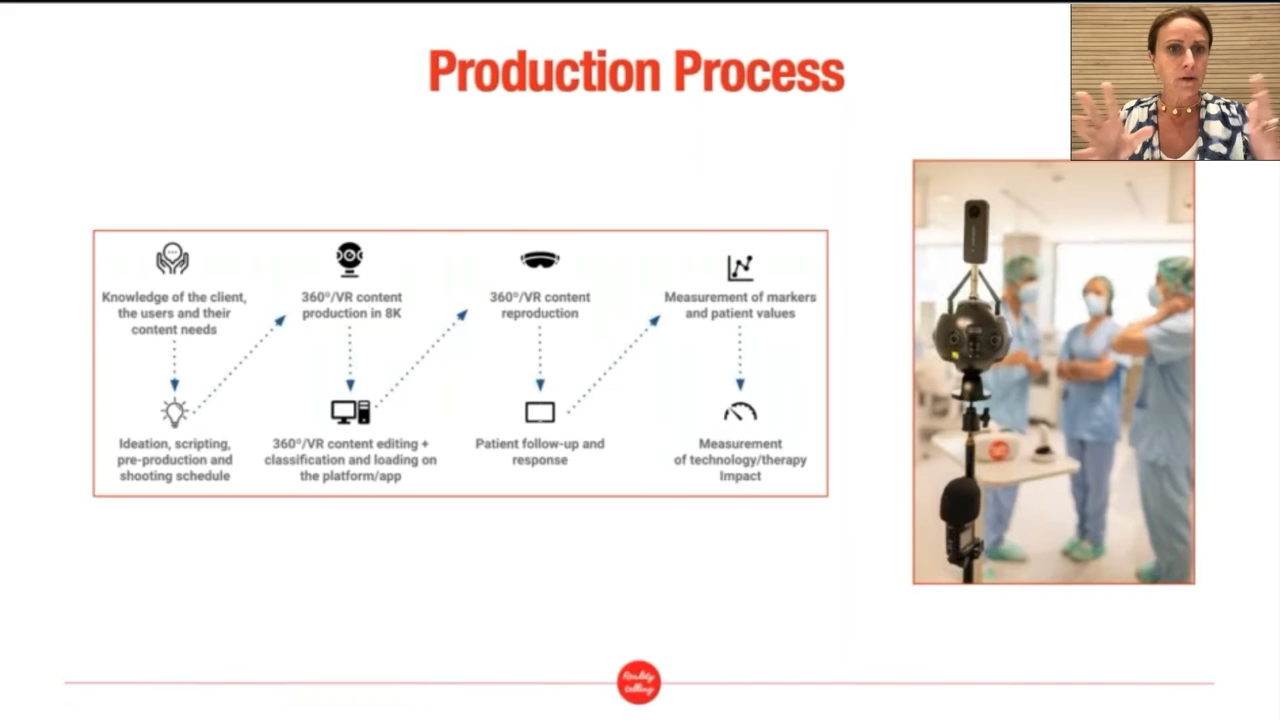 Production Process
Knowledge of the client,
the users and their
content needs
360º/VR content
production in 8K
360º/VR content
reproduction
Measurement of markers
and patient values
Ideation, scripting,
pre-production and
shooting schedule
360º/VR content editing +
classification and loading on
the platform/app
Patient follow-up and
response
Measurement
of technology/therapy
Impact
Reality
telling